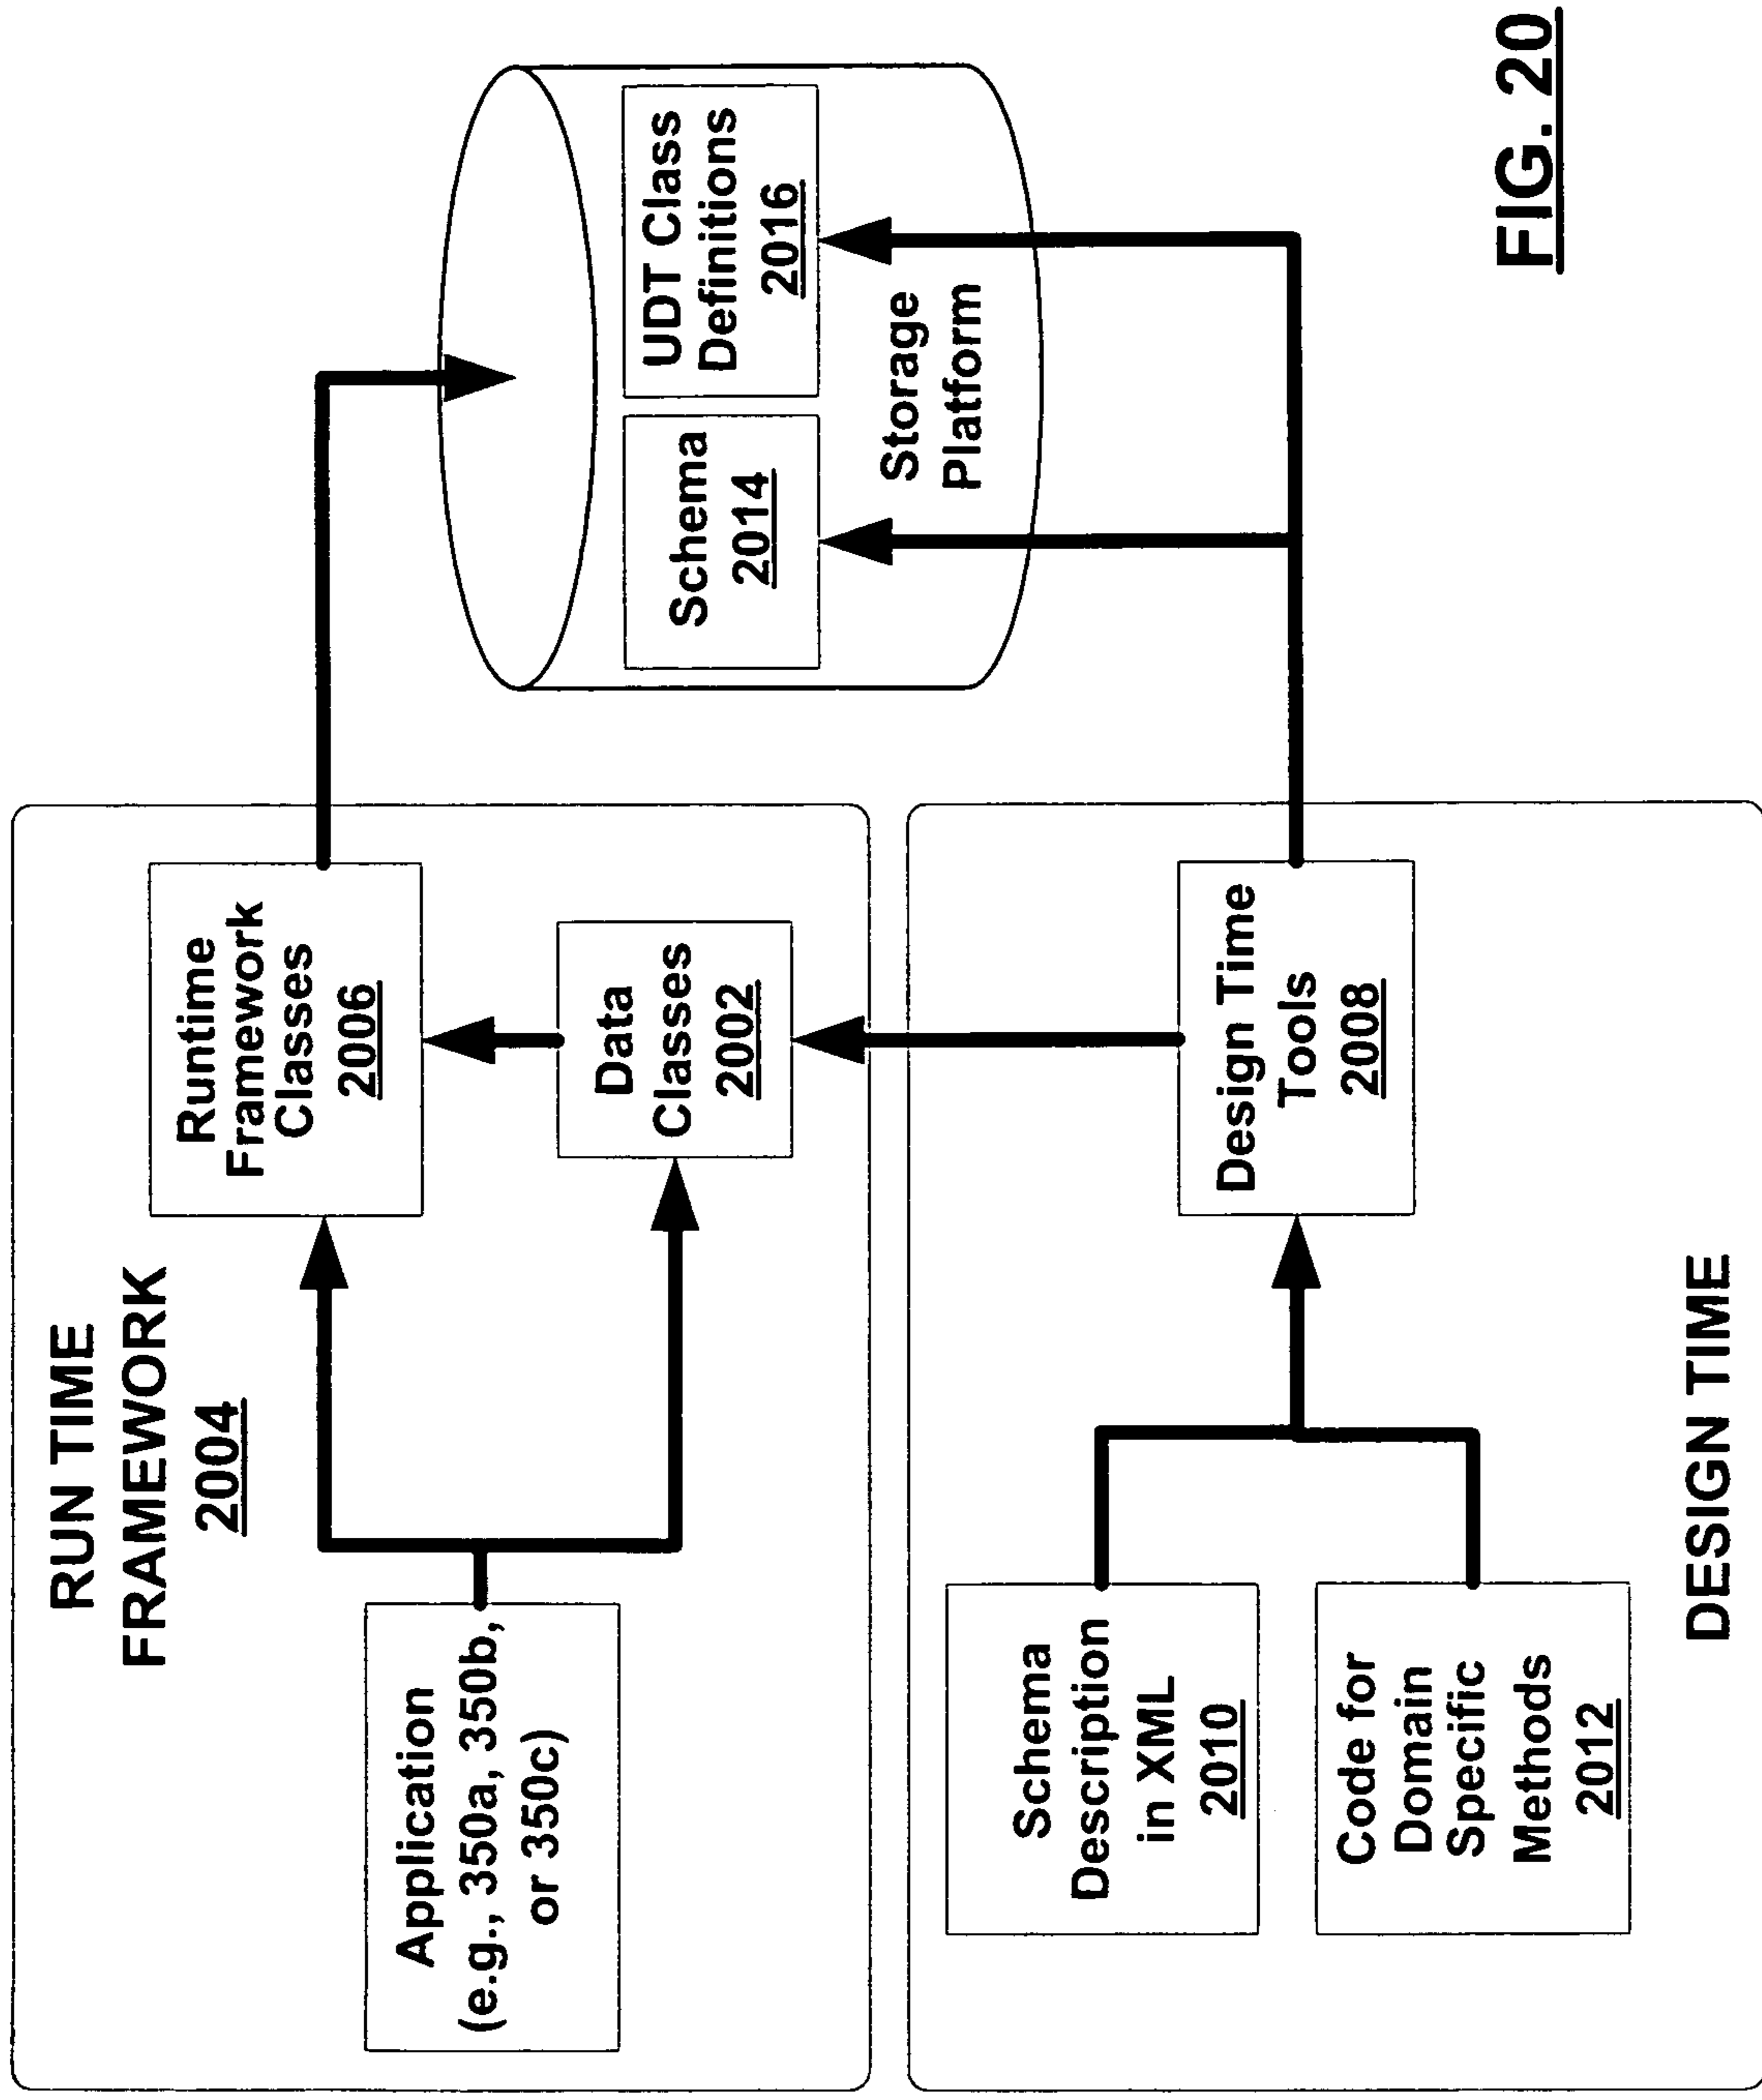 RUN TIME
FRAMEWORK
2004
Application
(e.g., 350a, 350b,
or 350c)
Runtime
Framework
Classes
2006
Data
Classes
2002
Schema
2014
UDT Class
Definitions
2016
Storage
Platform
Schema
Description
in XML
2010
Code for
Domain
Specific
Methods
2012
Design Time
Tools
2008
DESIGN TIME
FIG. 20